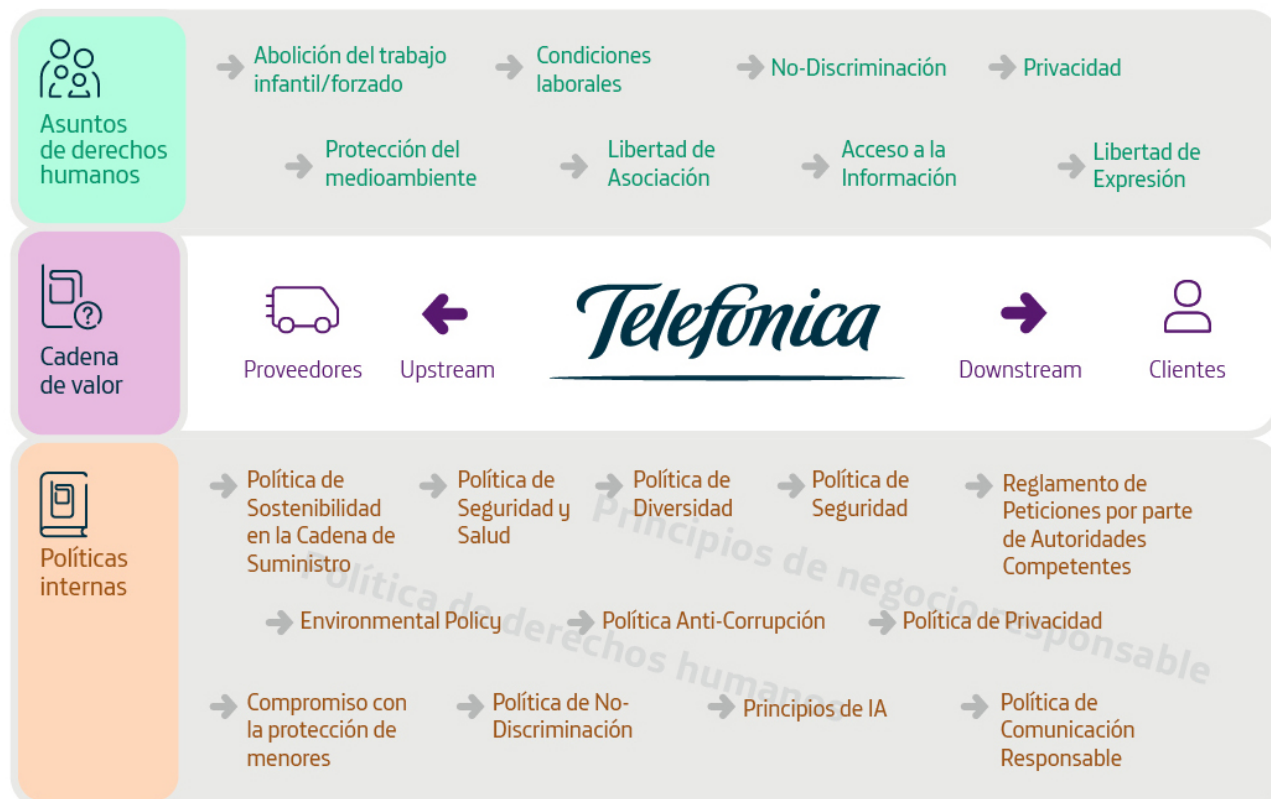 Asuntos
de derechos
humanos
Abolición del trabajo
infantil/forzado
Condiciones
laborales
No-Discriminación
Privacidad
Protección del
medioambiente
Libertad de
Asociación
Acceso a la
Información
Libertad de
Expresión
Cadena
de valor
Proveedores
Upstream
Telefónica
Downstream
Clientes
Políticas
internas
Política de
Sostenibilidad
en la Cadena de
Suministro
Política de
Seguridad y
Salud
Política de
Diversidad
Política de
Seguridad
Reglamento de
Peticiones por parte
de Autoridades
Competentes
Environmental Policy
Política Anti-Corrupción
Política de Privacidad
Compromiso con
la protección de
menores
Política de No-
Discriminación
Principios de IA
Política de
Comunicación
Responsable
Principios de negocio responsable
Política de derechos humanos